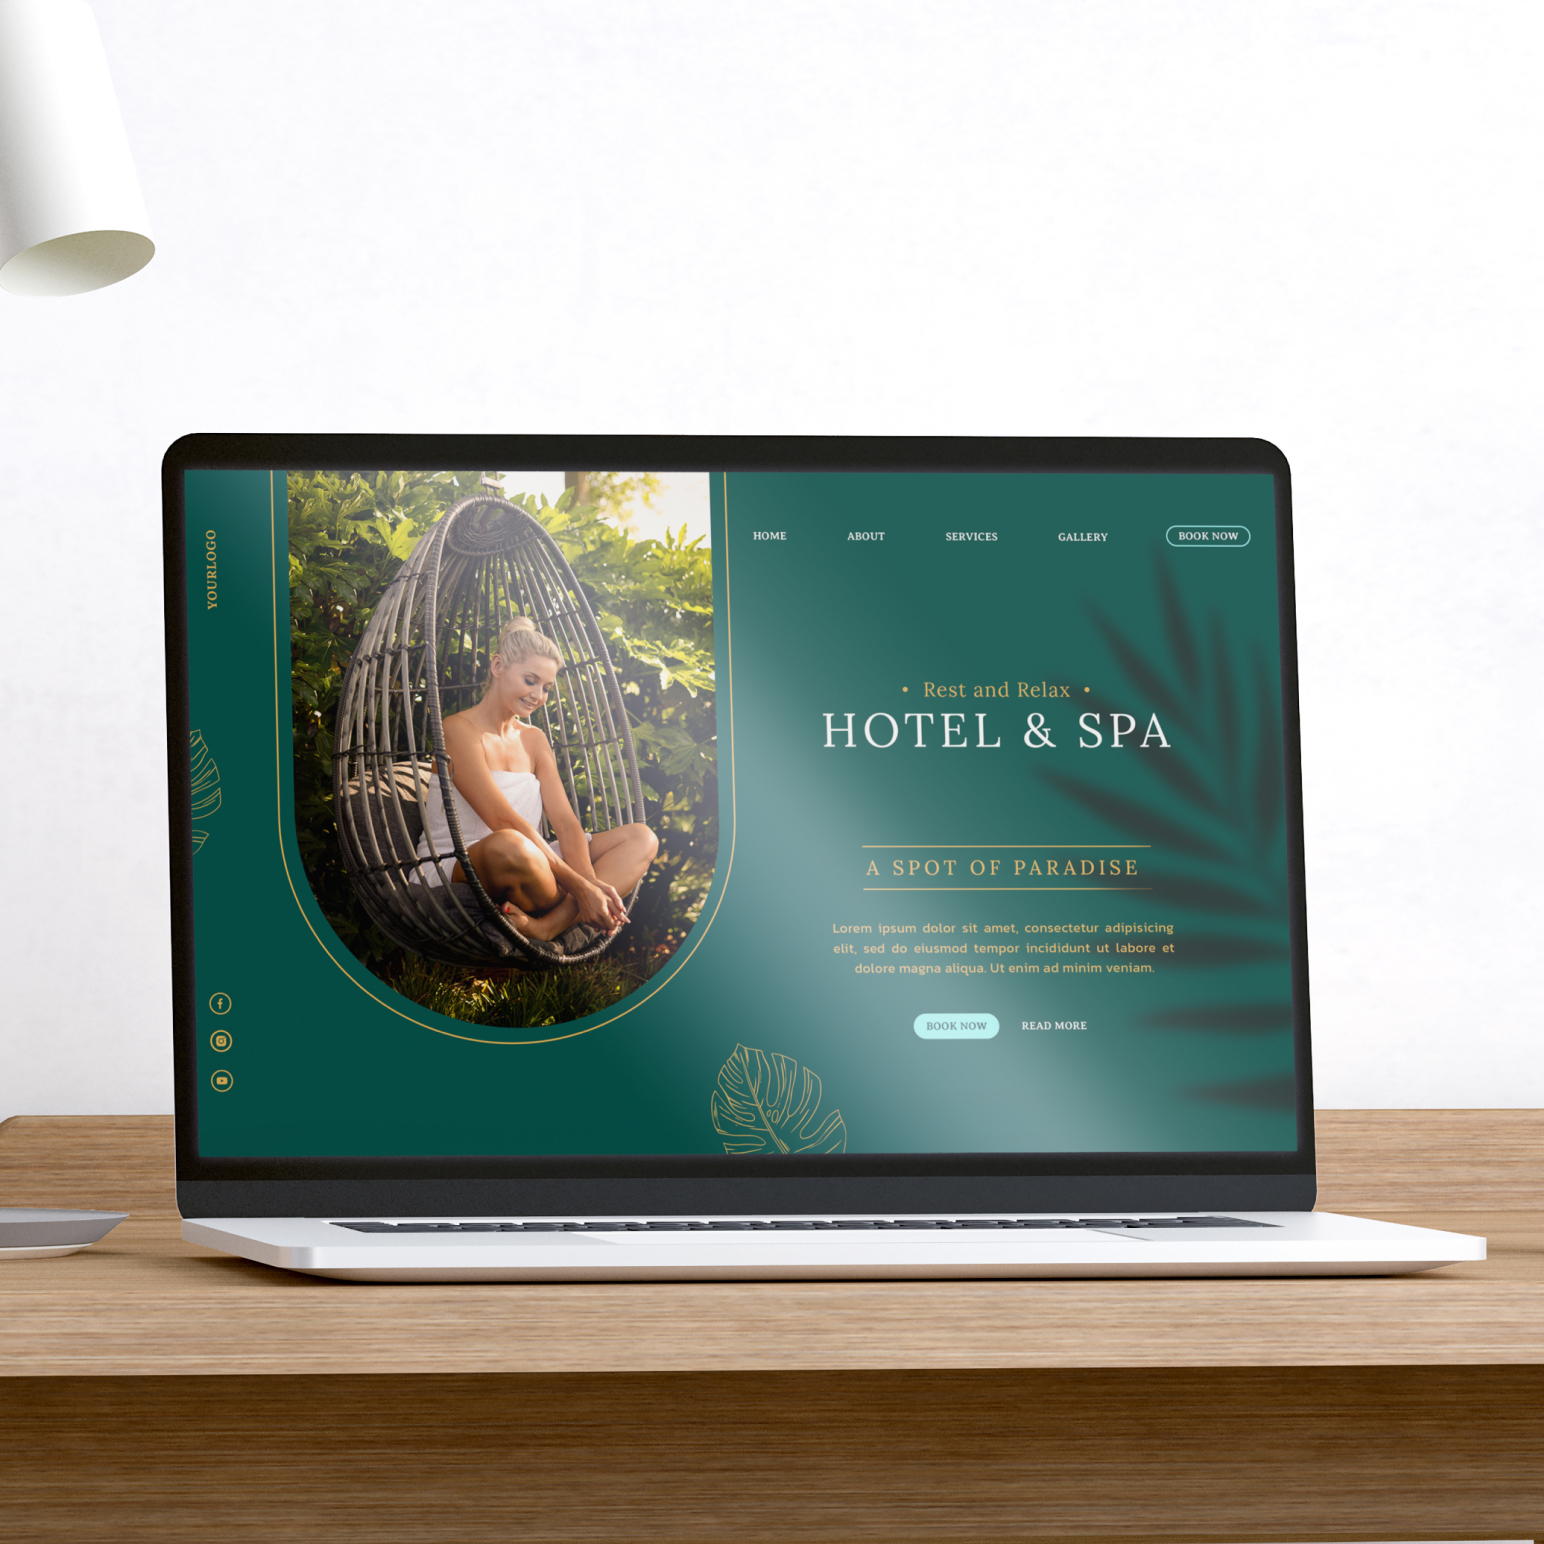 YOURLOGO
HOME ABOUT SERVICES GALLERY BOOK NOW
• Rest and Relax •
HOTEL & SPA
A SPOT OF PARADISE
Lorem ipsum dolor sit amet, consectetur adipisicing
elit, sed do eiusmod tempor incididunt ut labore et
dolore magna aliqua. Ut enim ad minim veniam.
BOOK NOW READ MORE